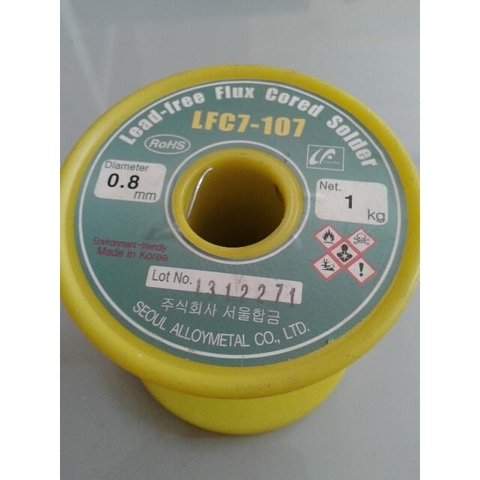 Lead-free Flux Cored Solder
LFC7-107
RoHS
Diameter
0.8 mm
Net.
1 kg
Environment-friendly
Made in Korea
Lot No. 1312271
주식회사 서울합금
SEOUL ALLOYMETAL CO., LTD.